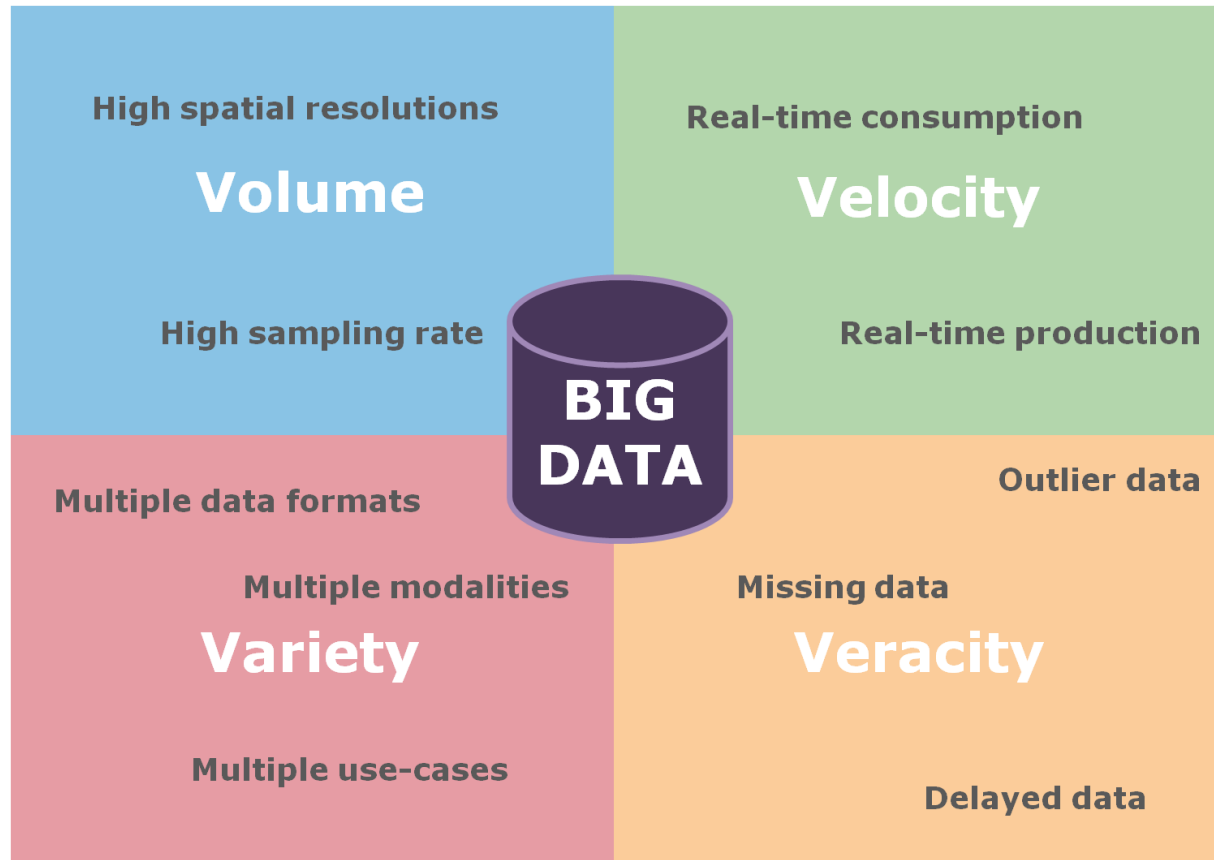 High spatial resolutions
Volume
High sampling rate
Real-time consumption
Velocity
Real-time production
BIG
DATA
Multiple data formats
Multiple modalities
Variety
Multiple use-cases
Outlier data
Missing data
Veracity
Delayed data